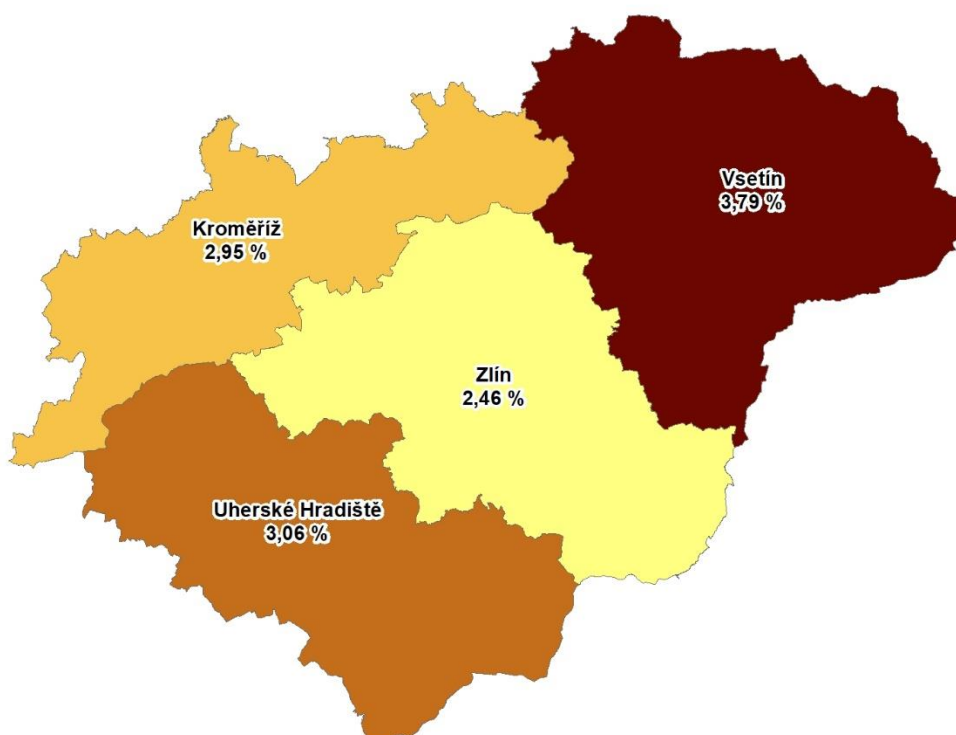 Vsetín
3,79 %
Kroměříž
2,95 %
Zlín
2,46 %
Uherské Hradiště
3,06 %